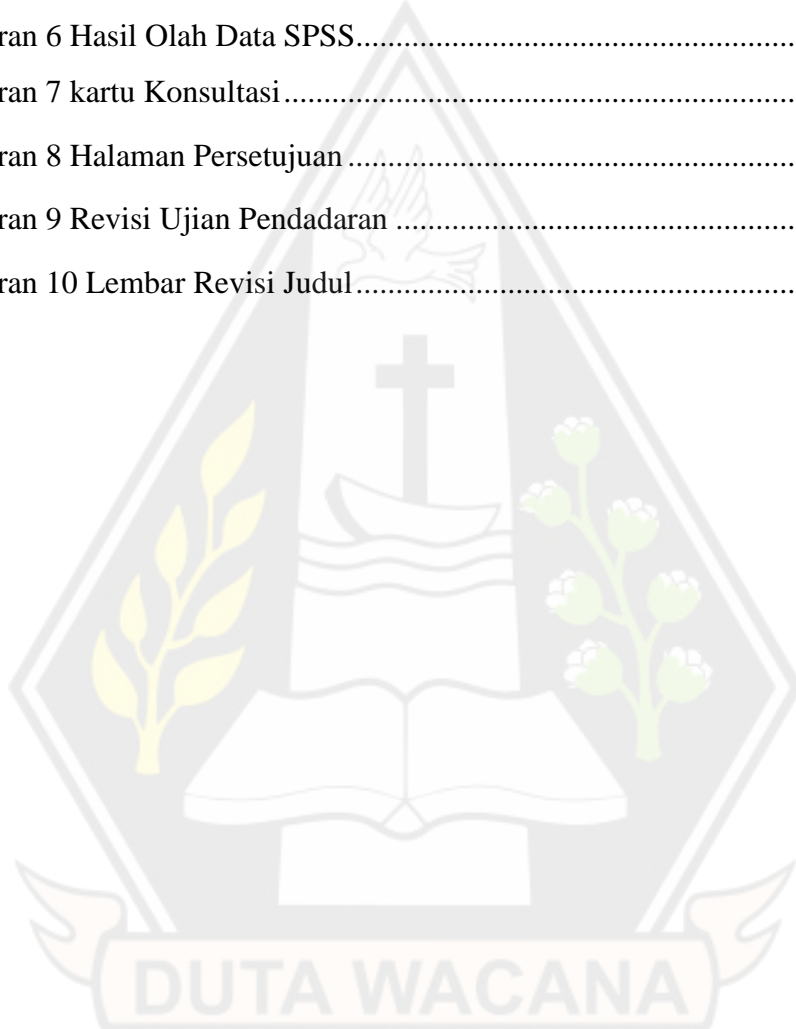 ran 6 Hasil Olah Data SPSS........................................................
ran 7 kartu Konsultasi.................................................................
ran 8 Halaman Persetujuan.........................................................
ran 9 Revisi Ujian Pendadaran ...................................................
ran 10 Lembar Revisi Judul........................................................
DUTA WACANA